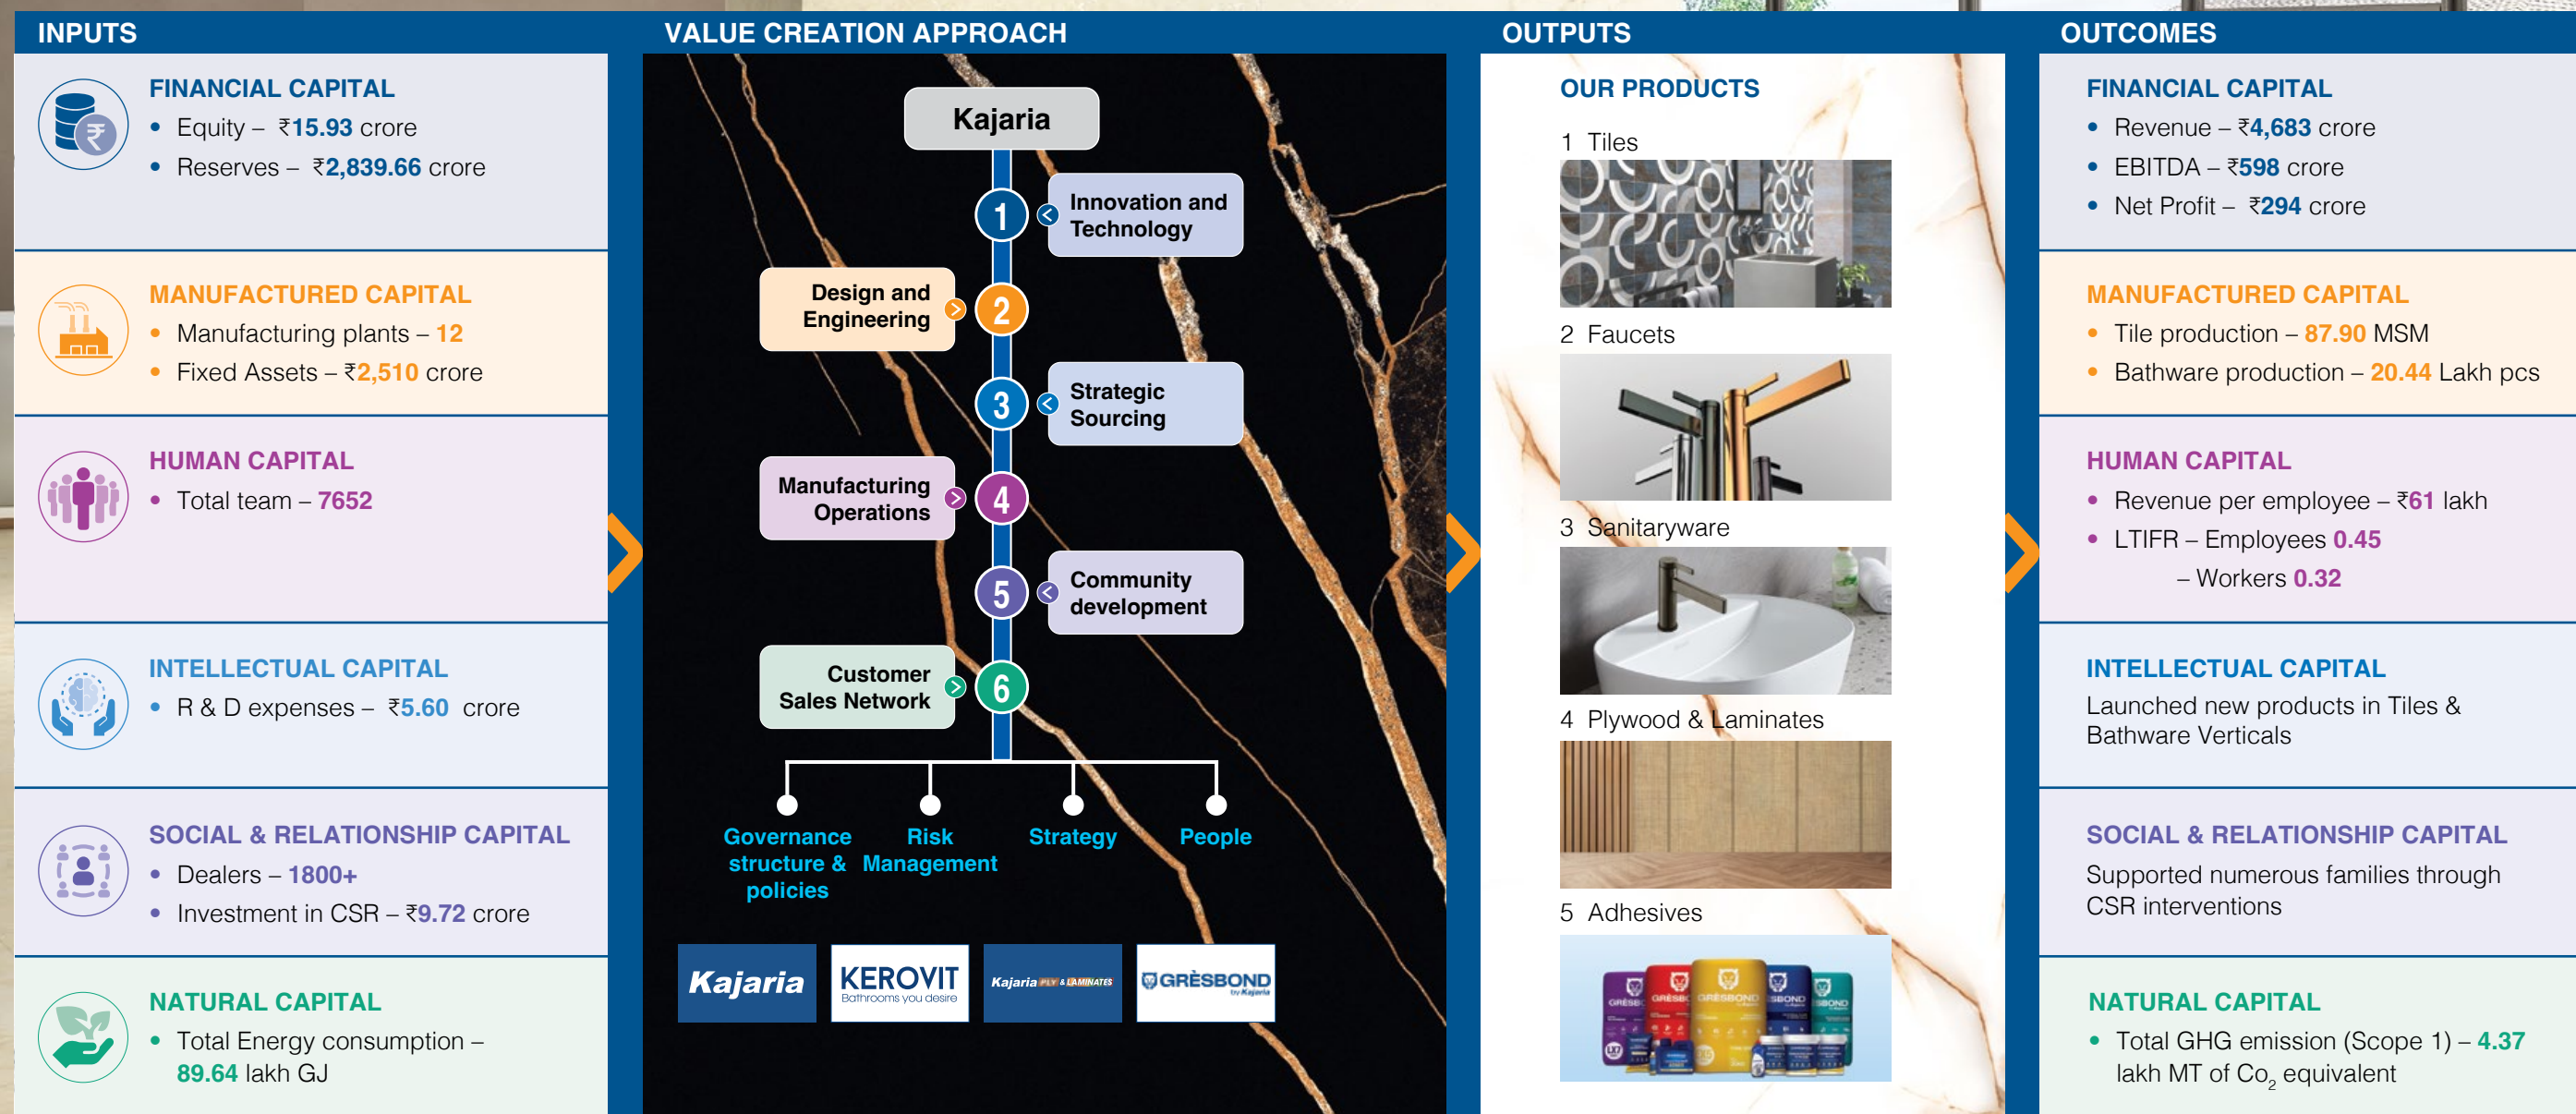 INPUTS
FINANCIAL CAPITAL
• Equity – ₹15.93 crore
• Reserves – ₹2,839.66 crore
MANUFACTURED CAPITAL
• Manufacturing plants – 12
• Fixed Assets – ₹2,510 crore
HUMAN CAPITAL
• Total team – 7652
INTELLECTUAL CAPITAL
• R & D expenses – ₹5.60 crore
SOCIAL & RELATIONSHIP CAPITAL
• Dealers – 1800+
• Investment in CSR – ₹9.72 crore
NATURAL CAPITAL
• Total Energy consumption –
89.64 lakh GJ
VALUE CREATION APPROACH
Kajaria
1
Innovation and
Technology
Design and
Engineering
2
3
Strategic
Sourcing
Manufacturing
Operations
4
5
Community
development
Customer
Sales Network
6
Governance
structure &
policies
Risk
Management
Strategy
People
Kajaria
KEROVIT
Bathrooms you desire
Kajaria PLY & LAMINATES
GRÈSBOND
by Kajaria
OUTPUTS
OUR PRODUCTS
1 Tiles
2 Faucets
3 Sanitaryware
4 Plywood & Laminates
5 Adhesives
GRÈSBOND
OUTCOMES
FINANCIAL CAPITAL
• Revenue – ₹4,683 crore
• EBITDA – ₹598 crore
• Net Profit – ₹294 crore
MANUFACTURED CAPITAL
• Tile production – 87.90 MSM
• Bathware production – 20.44 Lakh pcs
HUMAN CAPITAL
• Revenue per employee – ₹61 lakh
• LTIFR – Employees 0.45
– Workers 0.32
INTELLECTUAL CAPITAL
Launched new products in Tiles &
Bathware Verticals
SOCIAL & RELATIONSHIP CAPITAL
Supported numerous families through
CSR interventions
NATURAL CAPITAL
• Total GHG emission (Scope 1) – 4.37
lakh MT of Co₂ equivalent